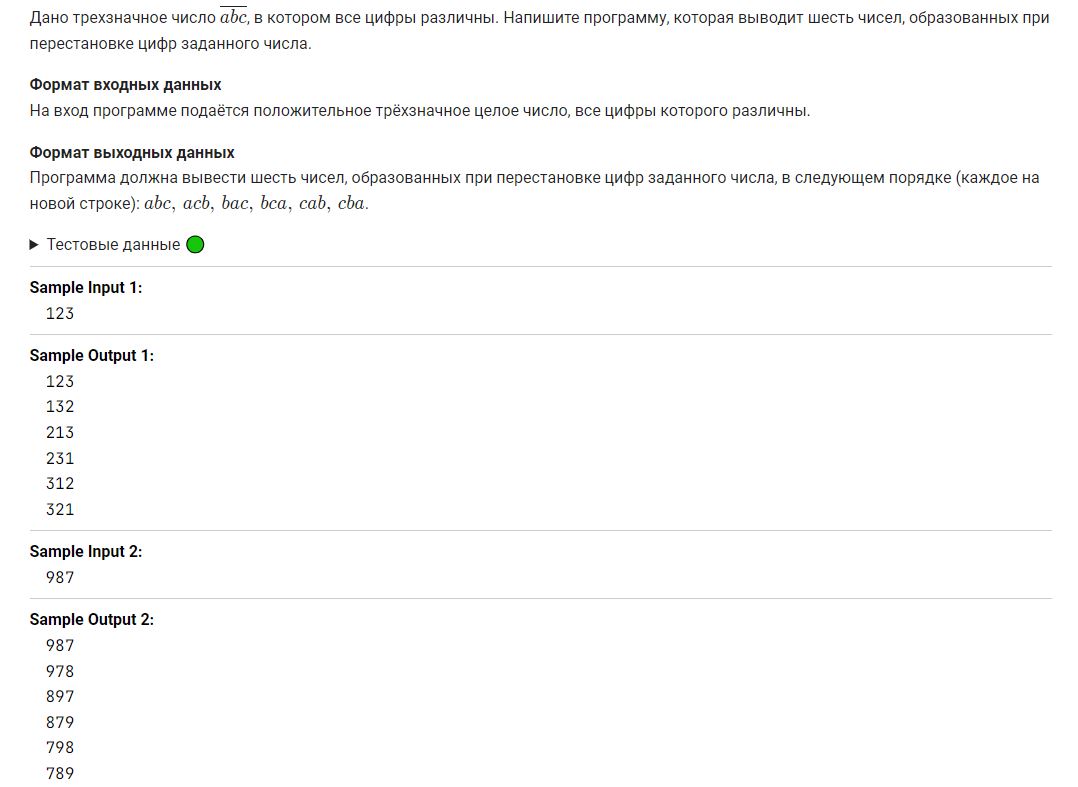 Дано трехзначное число abc, в котором все цифры различны. Напишите программу, которая выводит шесть чисел, образованных при
перестановке цифр заданного числа.
Формат входных данных
На вход программе подаётся положительное трёхзначное целое число, все цифры которого различны.
Формат выходных данных
Программа должна вывести шесть чисел, образованных при перестановке цифр заданного числа, в следующем порядке (каждое на
новой строке): abc, acb, bac, bca, cab, cba.
Тестовые данные
Sample Input 1:
123
Sample Output 1:
123
132
213
231
312
321
Sample Input 2:
987
Sample Output 2:
987
978
897
879
798
789